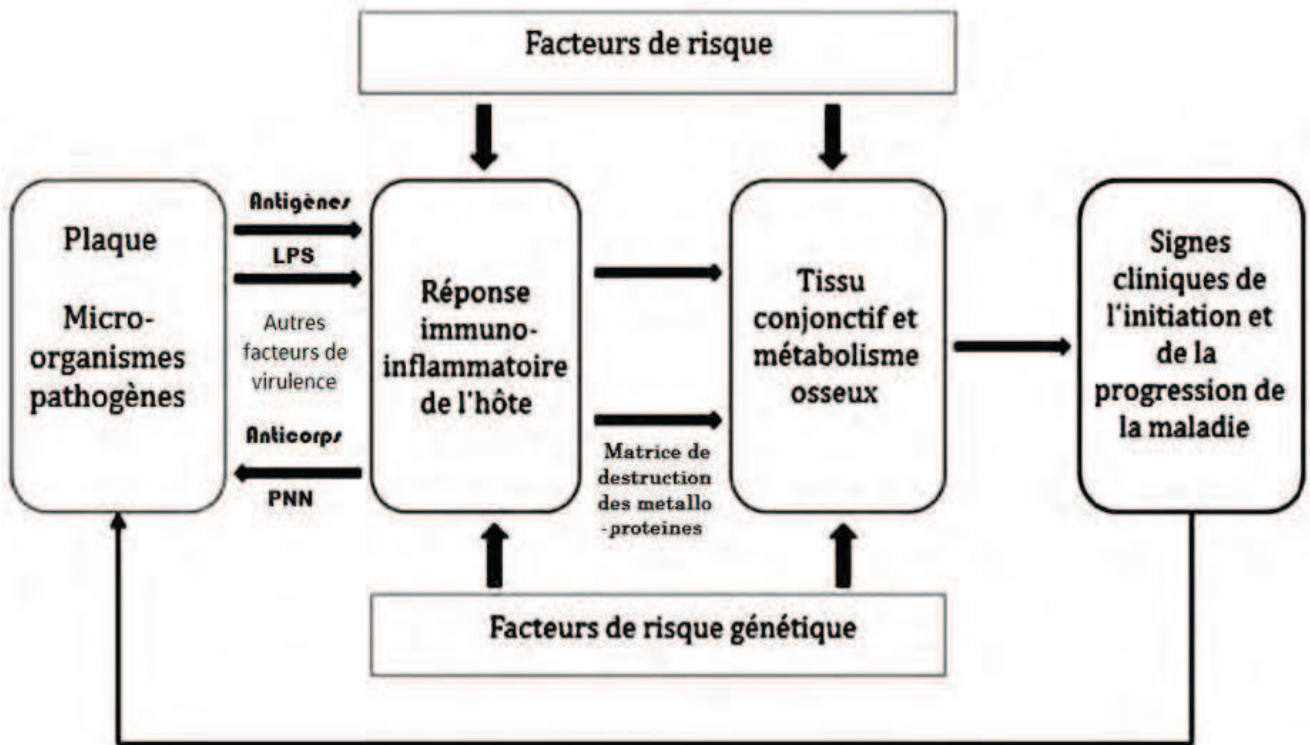 Facteurs de risque
Plaque
Micro-
organismes
pathogènes
Antigènes
LPS
Autres
facteurs de
virulence
Anticorps
PNN
Réponse
immuno-
inflammatoire
de l'hôte
Matrice de
destruction
des metallo
-proteines
Tissu
conjonctif et
métabolisme
osseux
Signes
cliniques de
l'initiation et
de la
progression de
la maladie
Facteurs de risque génétique